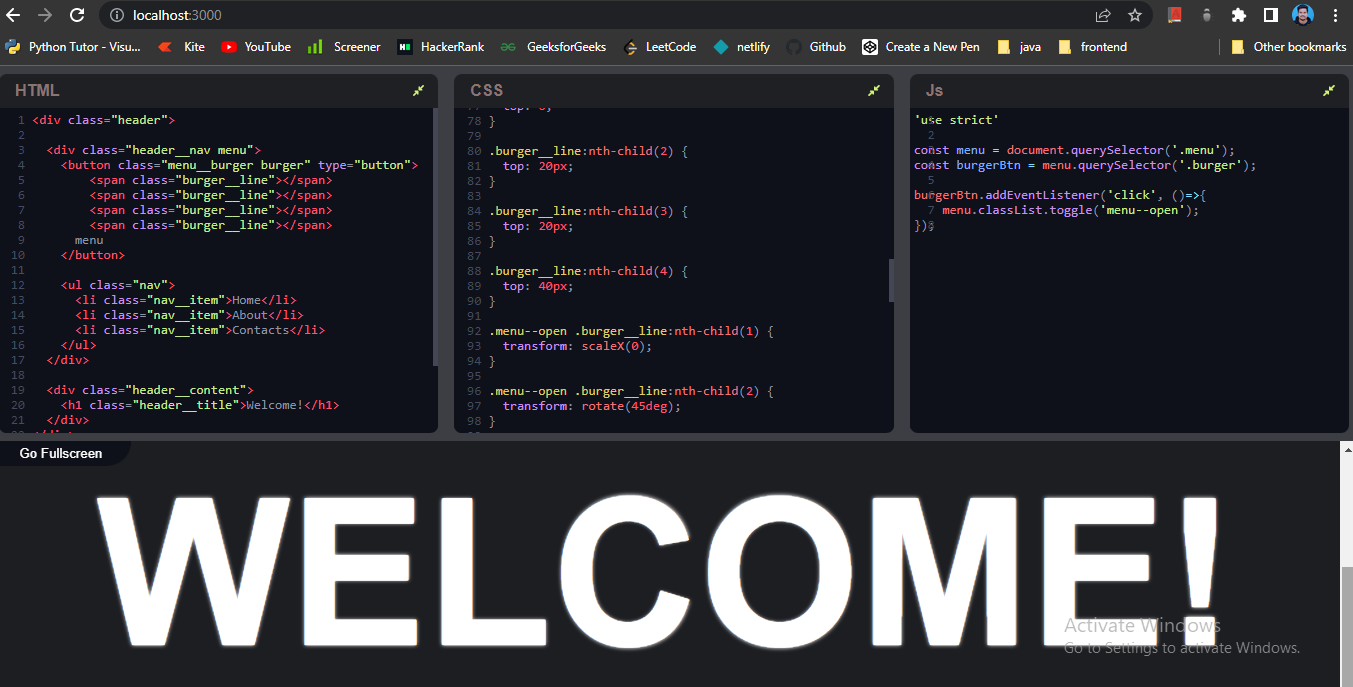 localhost:3000
Python Tutor - Visu... Kite YouTube Screener HackerRank GeeksforGeeks LeetCode netlify Github Create a New Pen java frontend Other bookmarks
HTML
1 <div class="header">
2
3 <div class="header__nav menu">
4 <button class="menu__burger burger" type="button">
5 <span class="burger__line"></span>
6 <span class="burger__line"></span>
7 <span class="burger__line"></span>
8 <span class="burger__line"></span>
9 menu
10 </button>
11
12 <ul class="nav">
13 <li class="nav__item">Home</li>
14 <li class="nav__item">About</li>
15 <li class="nav__item">Contacts</li>
16 </ul>
17 </div>
18
19 <div class="header__content">
20 <h1 class="header__title">Welcome!</h1>
21 </div>
CSS
78 }
79
80 .burger__line:nth-child(2) {
81 top: 20px;
82 }
83
84 .burger__line:nth-child(3) {
85 top: 20px;
86 }
87
88 .burger__line:nth-child(4) {
89 top: 40px;
90 }
91
92 .menu--open .burger__line:nth-child(1) {
93 transform: scaleX(0);
94 }
95
96 .menu--open .burger__line:nth-child(2) {
97 transform: rotate(45deg);
98 }
Js
'use strict'
2
const menu = document.querySelector('.menu');
const burgerBtn = menu.querySelector('.burger');
5
burgerBtn.addEventListener('click', ()=>{
7 menu.classList.toggle('menu--open');
});
Go Fullscreen
WELCOME!
Activate Windows
Go to Settings to activate Windows.